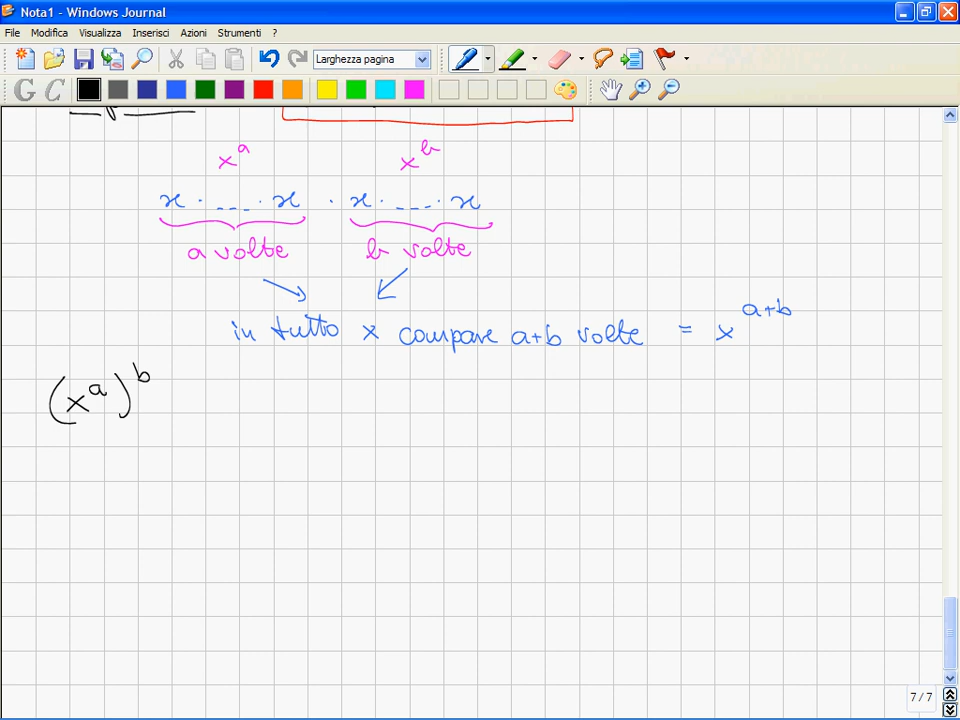 Nota1 - Windows Journal
File Modifica Visualizza Inserisci Azioni Strumenti ?
Larghezza pagina
G C
x^a x^b
x · ... · x · x · ... · x
a volte b volte
in tutto x compare a+b volte = x^{a+b}
(x^a)^b
7 / 7